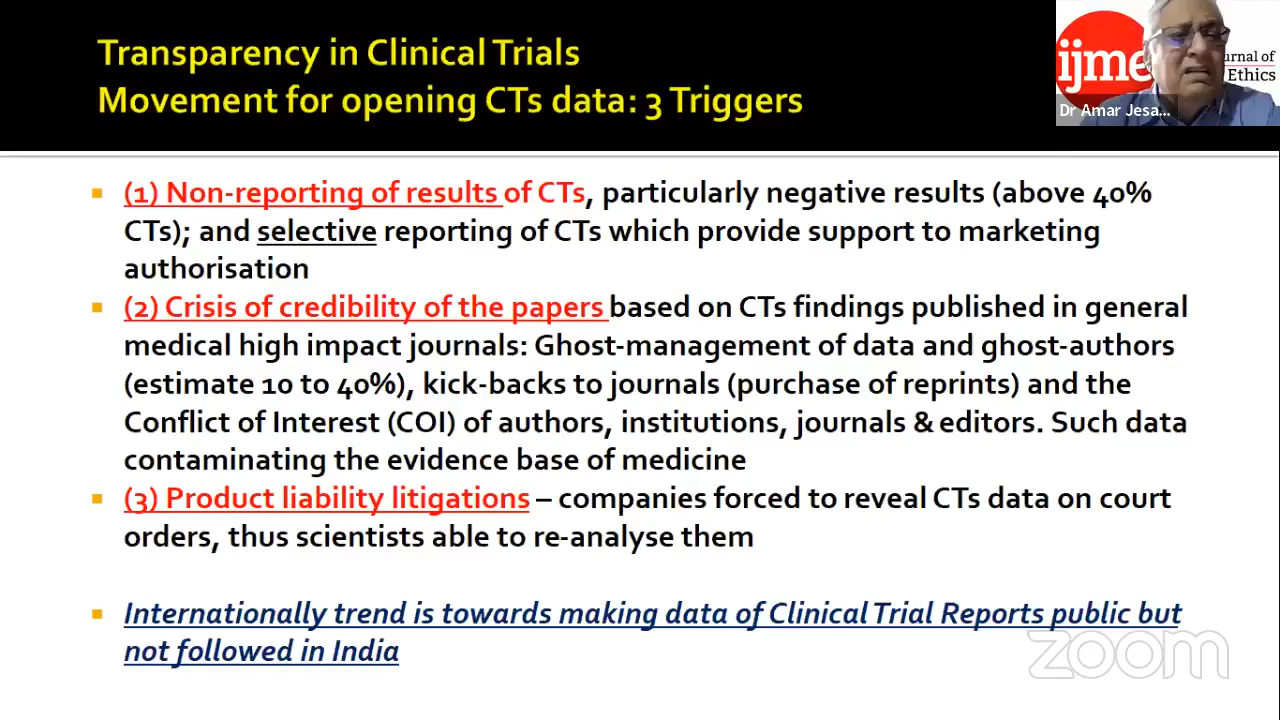 Transparency in Clinical Trials
Movement for opening CTs data: 3 Triggers
ijme
urnal of
Ethics
Dr Amar Jesa...
(1) Non-reporting of results of CTs, particularly negative results (above 40%
CTs); and selective reporting of CTs which provide support to marketing
authorisation
(2) Crisis of credibility of the papers based on CTs findings published in general
medical high impact journals: Ghost-management of data and ghost-authors
(estimate 10 to 40%), kick-backs to journals (purchase of reprints) and the
Conflict of Interest (COI) of authors, institutions, journals & editors. Such data
contaminating the evidence base of medicine
(3) Product liability litigations – companies forced to reveal CTs data on court
orders, thus scientists able to re-analyse them
Internationally trend is towards making data of Clinical Trial Reports public but
not followed in India
zoom